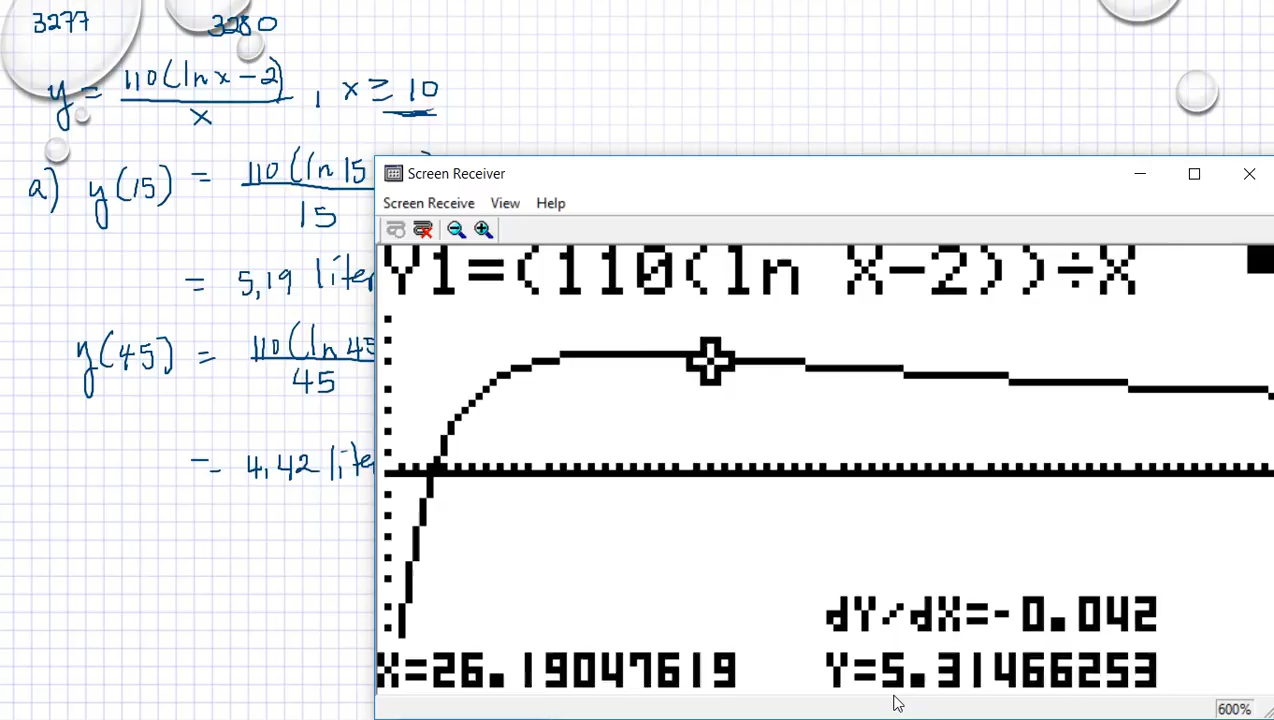 3277 3280
y = 110(ln x - 2) / x , x ≥ 10
a) y(15) = 110(ln 15 / 15
= 5,19 liter
y(45) = 110(ln 45 / 45
= 4,42 lite
Screen Receiver
Screen Receive View Help
Y1=(110(ln X-2))÷X
dY/dX=-0.042
X=26.19047619 Y=5.31466253
600%